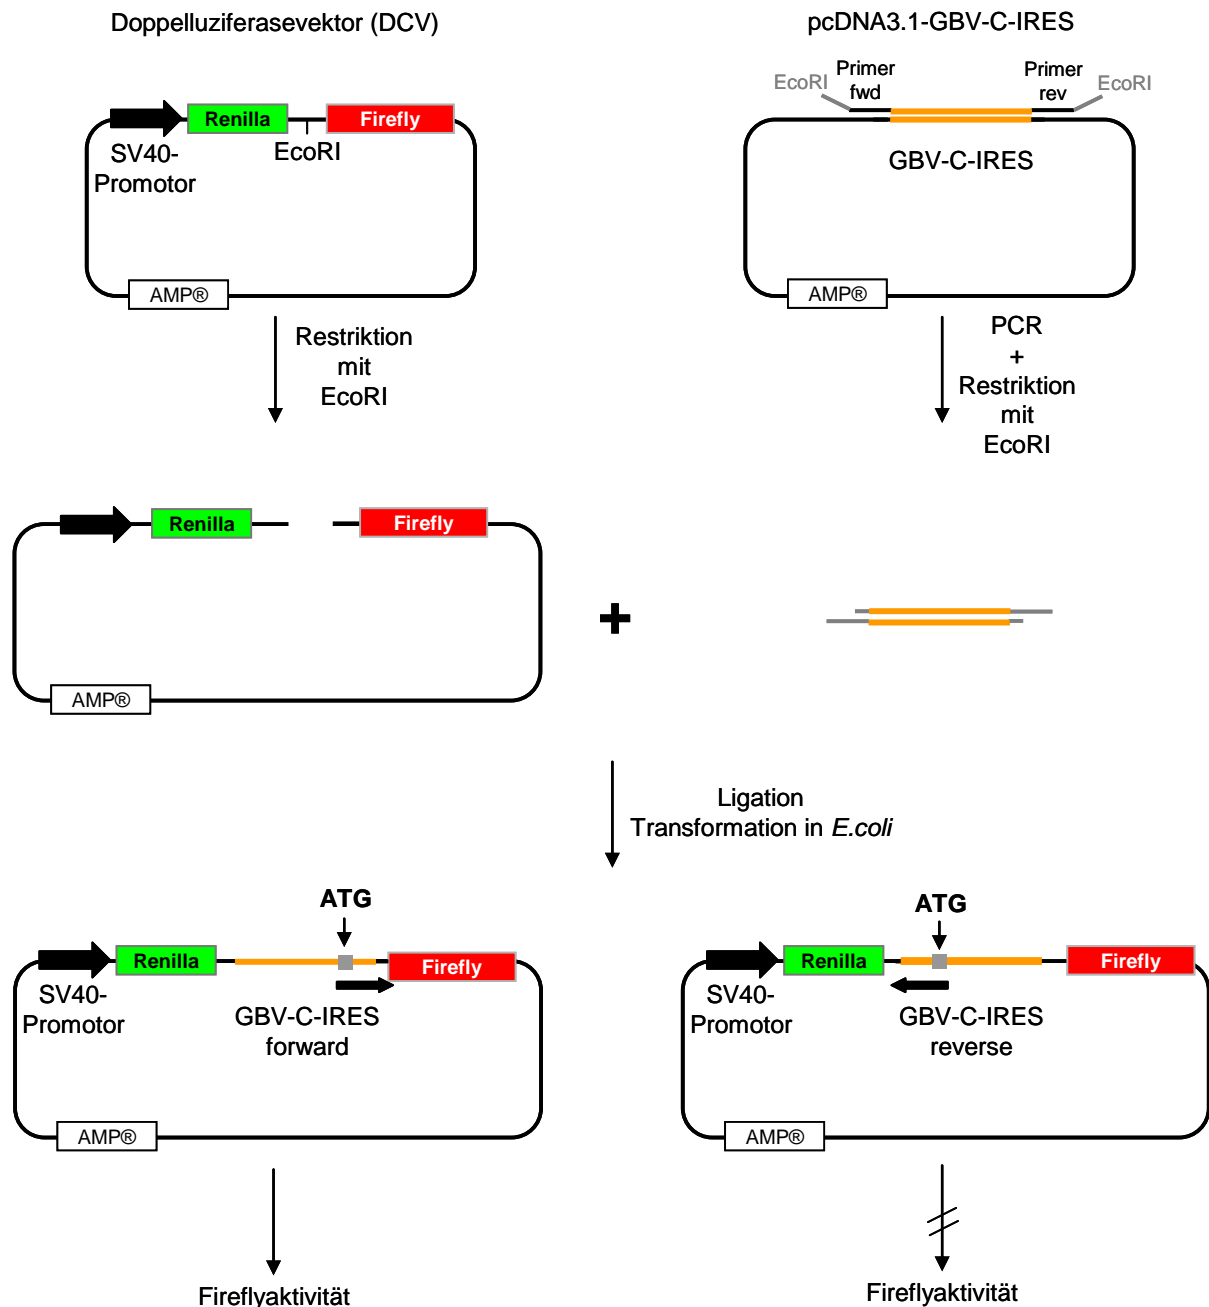 Doppelluziferasevektor (DCV)
pcDNA3.1-GBV-C-IRES
EcoRI
Primer
fwd
Primer
rev
EcoRI
Renilla
Firefly
SV40-
Promotor
EcoRI
GBV-C-IRES
AMP®
AMP®
Restriktion
mit
EcoRI
PCR
+
Restriktion
mit
EcoRI
Renilla
Firefly
+
AMP®
Ligation
Transformation in E.coli
ATG
Renilla
Firefly
SV40-
Promotor
GBV-C-IRES
forward
AMP®
Fireflyaktivität
ATG
Renilla
Firefly
SV40-
Promotor
GBV-C-IRES
reverse
AMP®
Fireflyaktivität